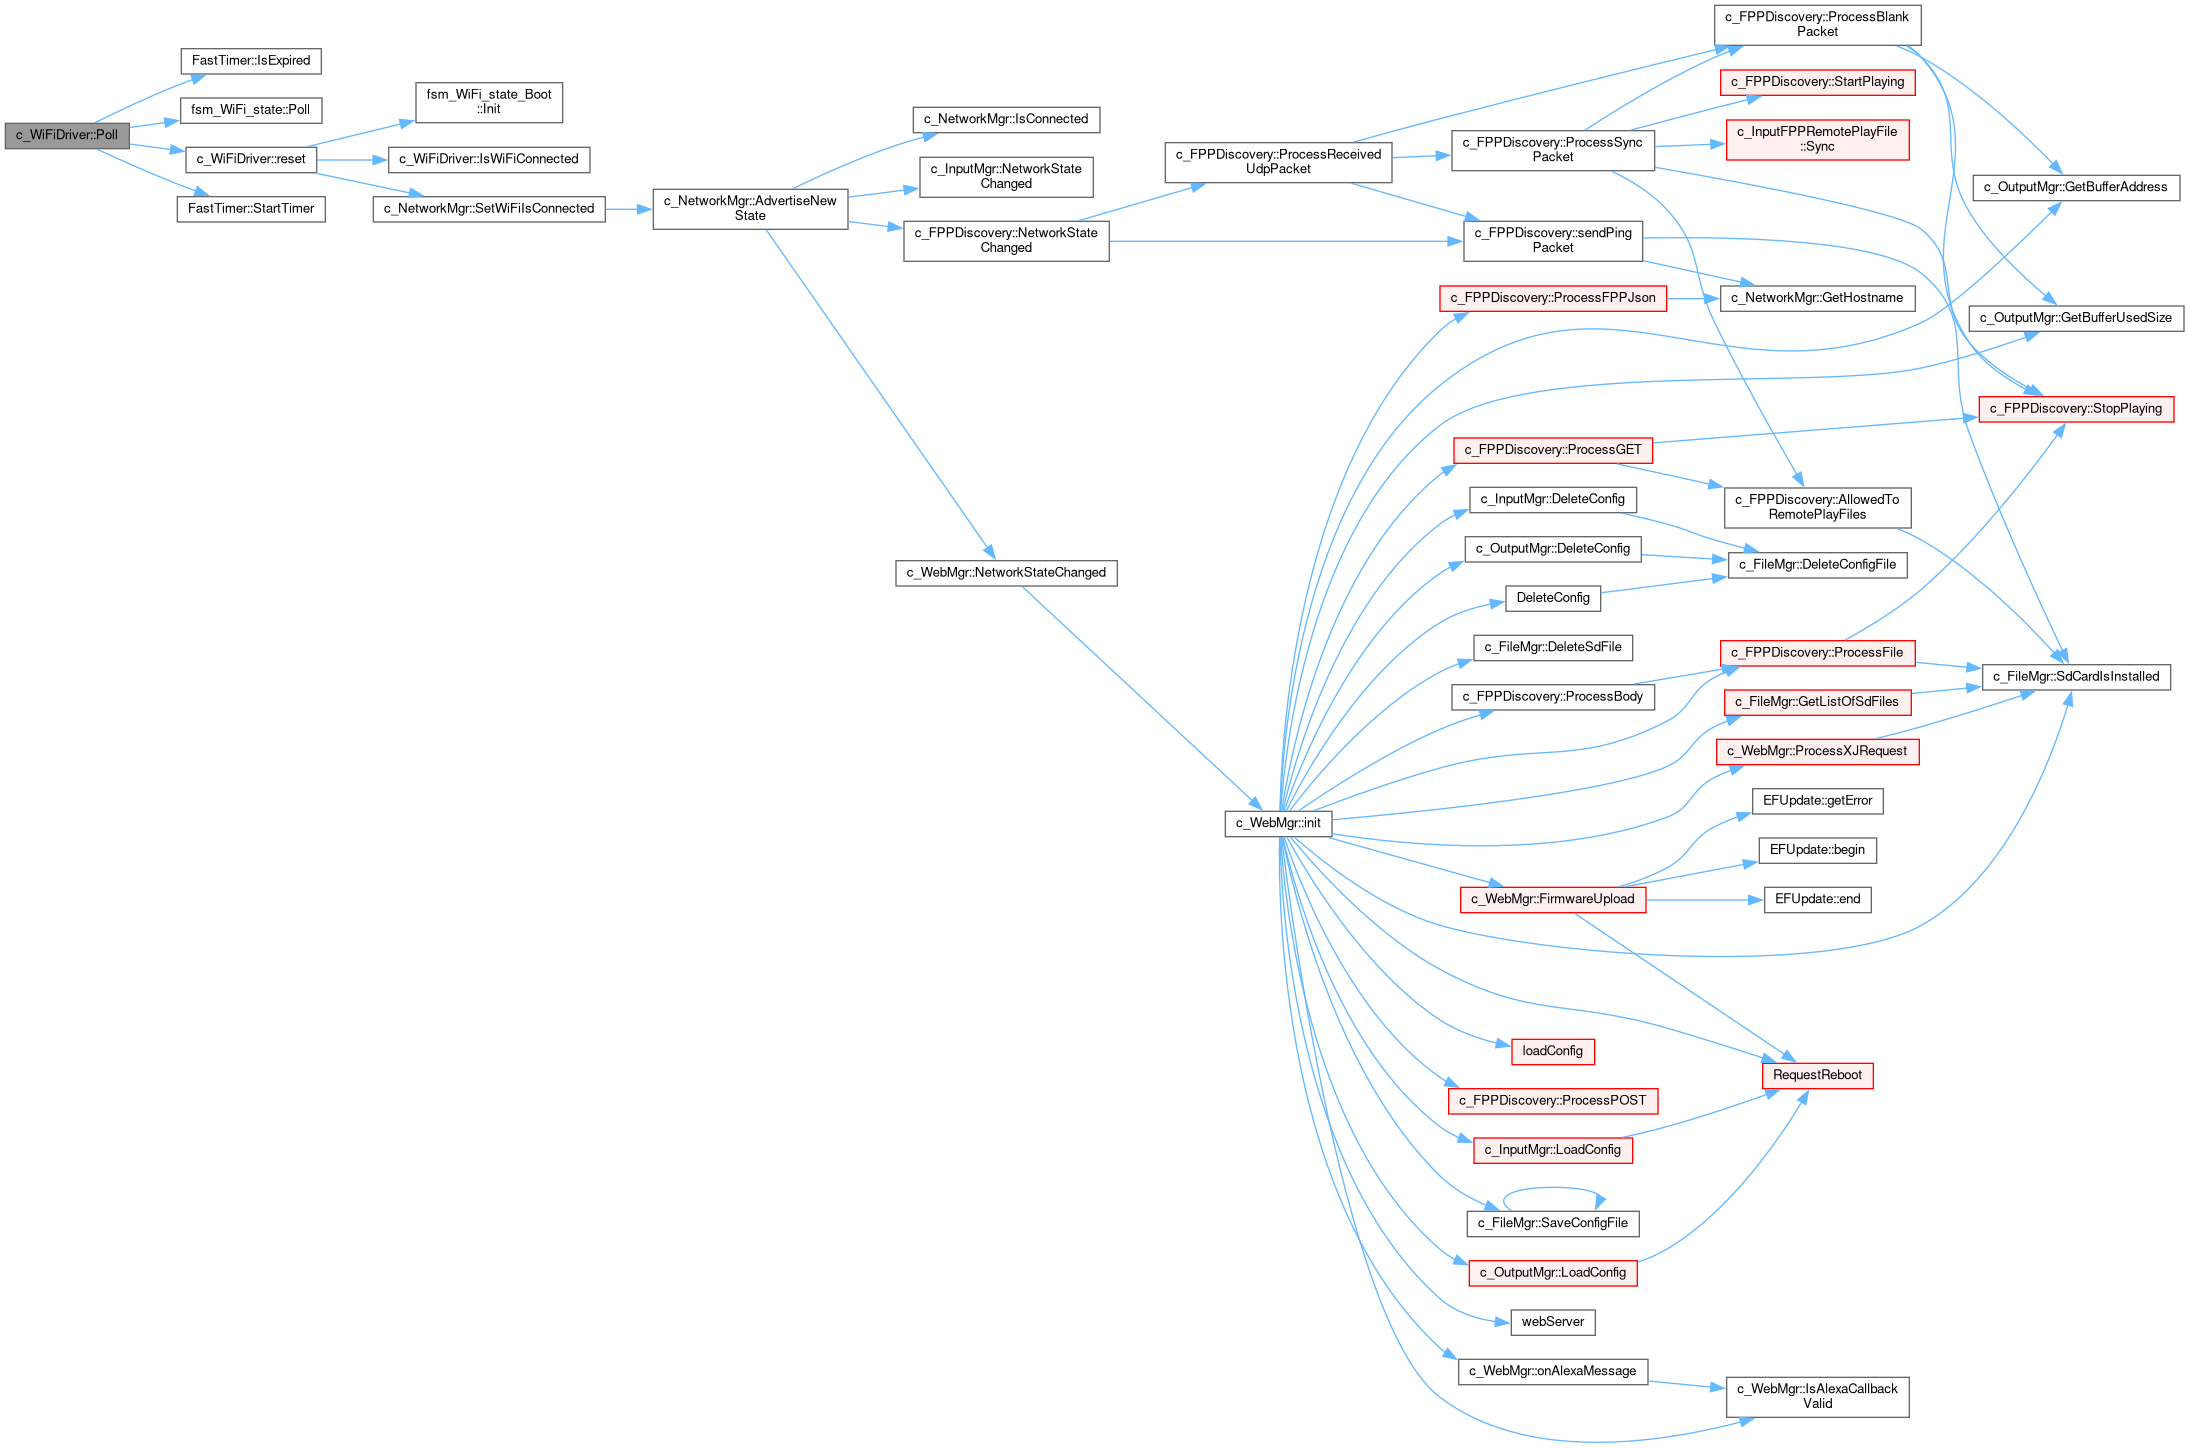 c_WiFiDriver::Poll
FastTimer::IsExpired
fsm_WiFi_state::Poll
c_WiFiDriver::reset
FastTimer::StartTimer
fsm_WiFi_state_Boot
::Init
c_WiFiDriver::IsWiFiConnected
c_NetworkMgr::SetWiFiIsConnected
c_NetworkMgr::AdvertiseNew
State
c_NetworkMgr::IsConnected
c_InputMgr::NetworkState
Changed
c_FPPDiscovery::NetworkState
Changed
c_WebMgr::NetworkStateChanged
c_FPPDiscovery::ProcessReceived
UdpPacket
c_WebMgr::init
c_FPPDiscovery::ProcessSync
Packet
c_FPPDiscovery::sendPing
Packet
c_FPPDiscovery::ProcessFPPJson
c_FPPDiscovery::ProcessGET
c_InputMgr::DeleteConfig
c_OutputMgr::DeleteConfig
DeleteConfig
c_FileMgr::DeleteSdFile
c_FPPDiscovery::ProcessBody
c_WebMgr::FirmwareUpload
loadConfig
c_FPPDiscovery::ProcessPOST
c_InputMgr::LoadConfig
c_FileMgr::SaveConfigFile
c_OutputMgr::LoadConfig
webServer
c_WebMgr::onAlexaMessage
c_FPPDiscovery::ProcessBlank
Packet
c_FPPDiscovery::StartPlaying
c_InputFPPRemotePlayFile
::Sync
c_NetworkMgr::GetHostname
c_FPPDiscovery::AllowedTo
RemotePlayFiles
c_FileMgr::DeleteConfigFile
c_FPPDiscovery::ProcessFile
c_FileMgr::GetListOfSdFiles
c_WebMgr::ProcessXJRequest
EFUpdate::getError
EFUpdate::begin
EFUpdate::end
RequestReboot
c_WebMgr::IsAlexaCallback
Valid
c_OutputMgr::GetBufferAddress
c_OutputMgr::GetBufferUsedSize
c_FPPDiscovery::StopPlaying
c_FileMgr::SdCardIsInstalled